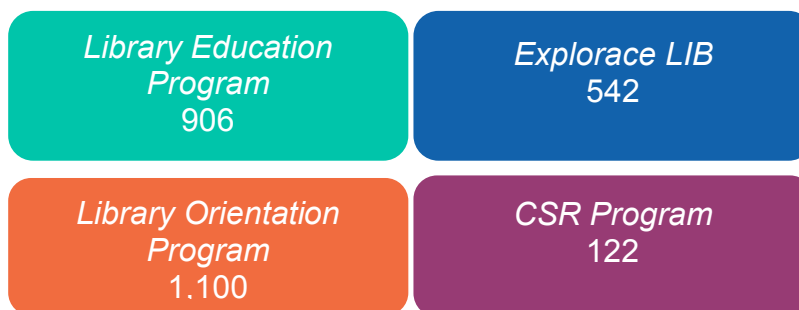 Library Education
Program
906
Explorace LIB
542
Library Orientation
Program
1,100
CSR Program
122